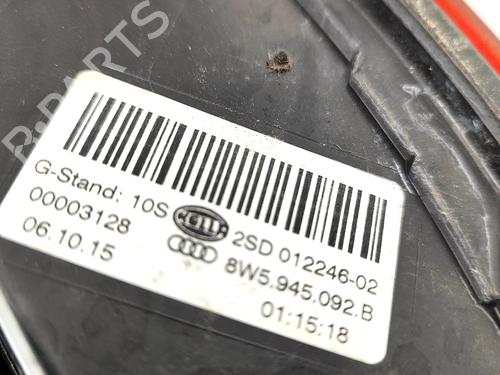 B-PARTS
G-Stand: 10S
00003128
06.10.15
HELLA
2SD 012246-02
8W5.945.092.B
01:15:18